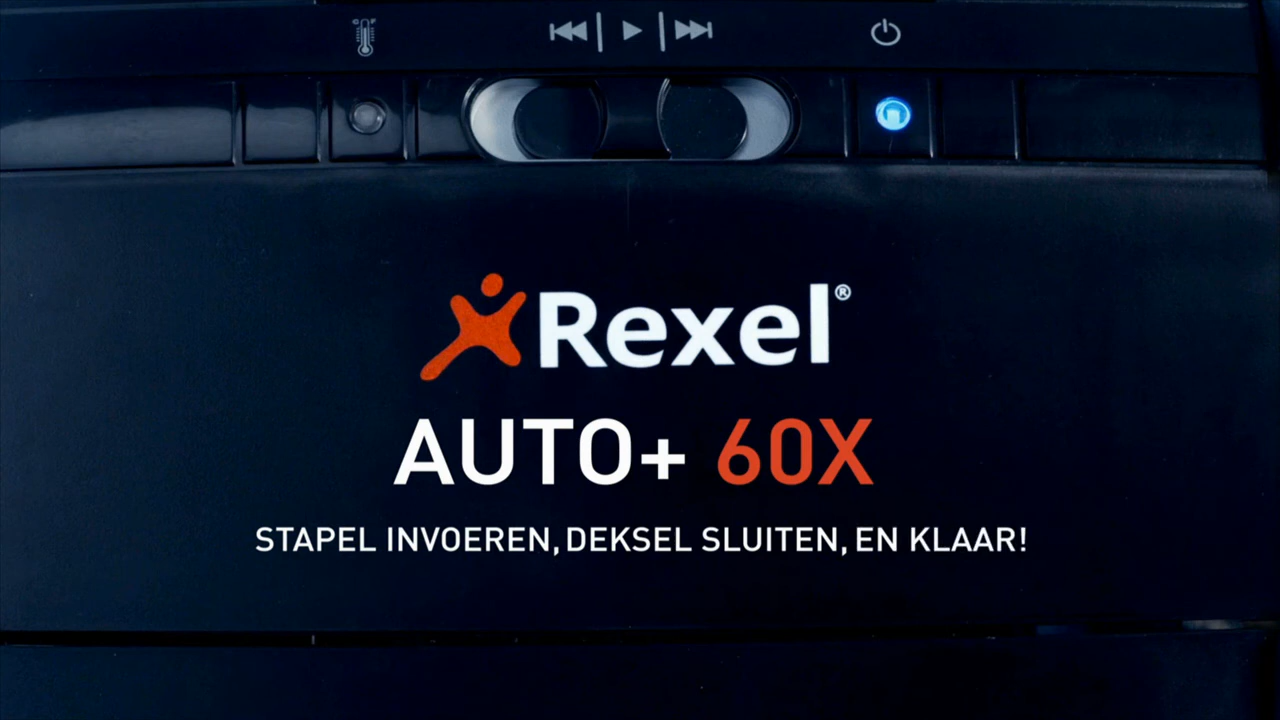 Rexel®
AUTO+ 60X
STAPEL INVOEREN, DEKSEL SLUITEN, EN KLAAR!